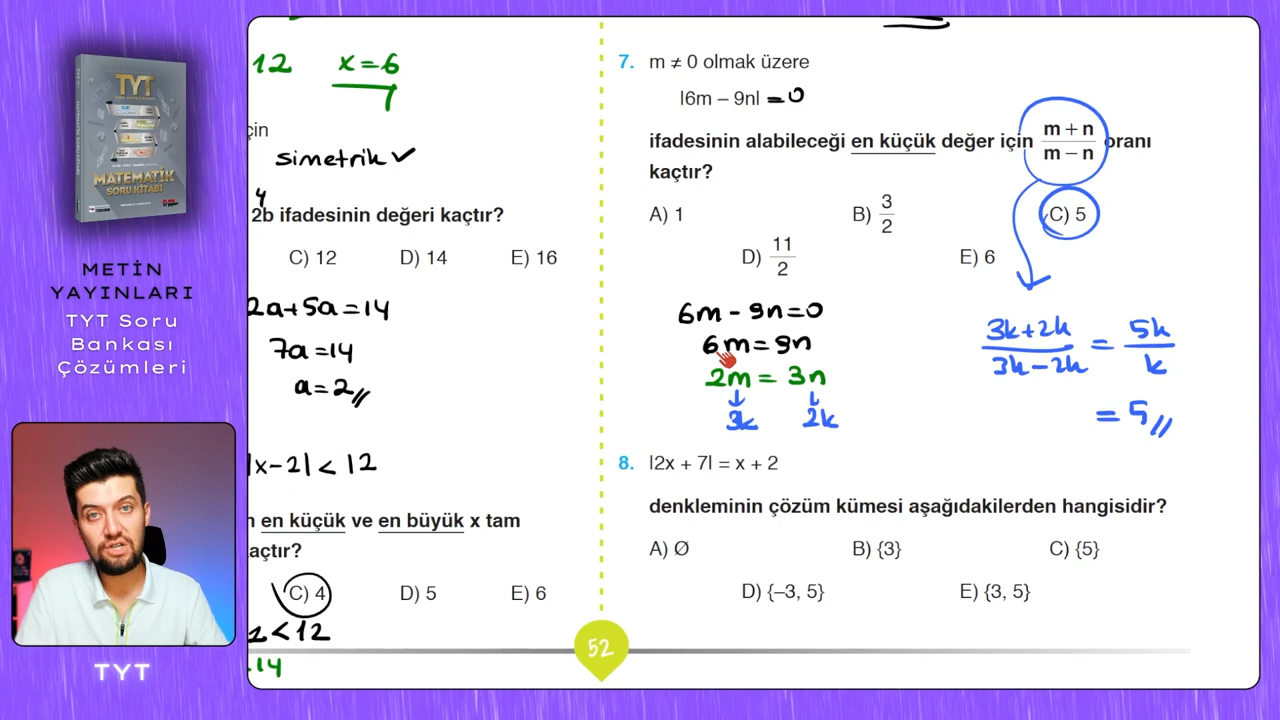 TYT
MATEMATİK
SORU KİTABI
METİN
YAYINLARI
TYT Soru
Bankası
Çözümleri
TYT
12 x = 6
çin
simetrik ✓
4
2b ifadesinin değeri kaçtır?
C) 12 D) 14 E) 16
2a+5a=14
7a=14
a=2//
|x-2| < 12
en küçük ve en büyük x tam
açtır?
C) 4 D) 5 E) 6
< 12
14
52
7. m ≠ 0 olmak üzere
|6m – 9n| = 0
ifadesinin alabileceği en küçük değer için m + n / m – n oranı
kaçtır?
A) 1 B) 3/2 C) 5
D) 11/2 E) 6
6m - 9n=0
6m = 9n
2m = 3n
3k 2k
3k+2k / 3k-2k = 5k / k
= 5//
8. |2x + 7| = x + 2
denkleminin çözüm kümesi aşağıdakilerden hangisidir?
A) Ø B) {3} C) {5}
D) {–3, 5} E) {3, 5}